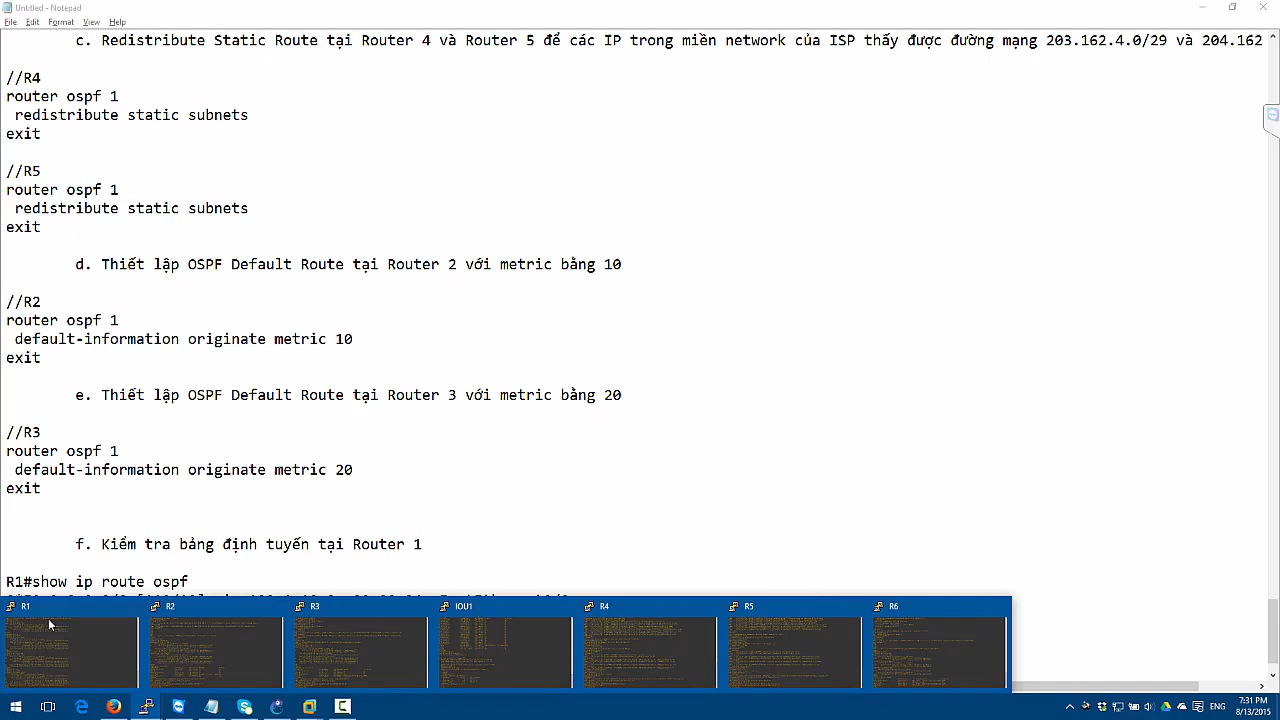 Untitled - Notepad
File Edit Format View Help
c. Redistribute Static Route tại Router 4 và Router 5 để các IP trong miền network của ISP thấy được đường mạng 203.162.4.0/29 và 204.162
//R4
router ospf 1
redistribute static subnets
exit
//R5
router ospf 1
redistribute static subnets
exit
d. Thiết lập OSPF Default Route tại Router 2 với metric bằng 10
//R2
router ospf 1
default-information originate metric 10
exit
e. Thiết lập OSPF Default Route tại Router 3 với metric bằng 20
//R3
router ospf 1
default-information originate metric 20
exit
f. Kiểm tra bảng định tuyến tại Router 1
R1#show ip route ospf
R1 R2 R3 IOU1 R4 R5 R6
ENG
7:31 PM
8/13/2015